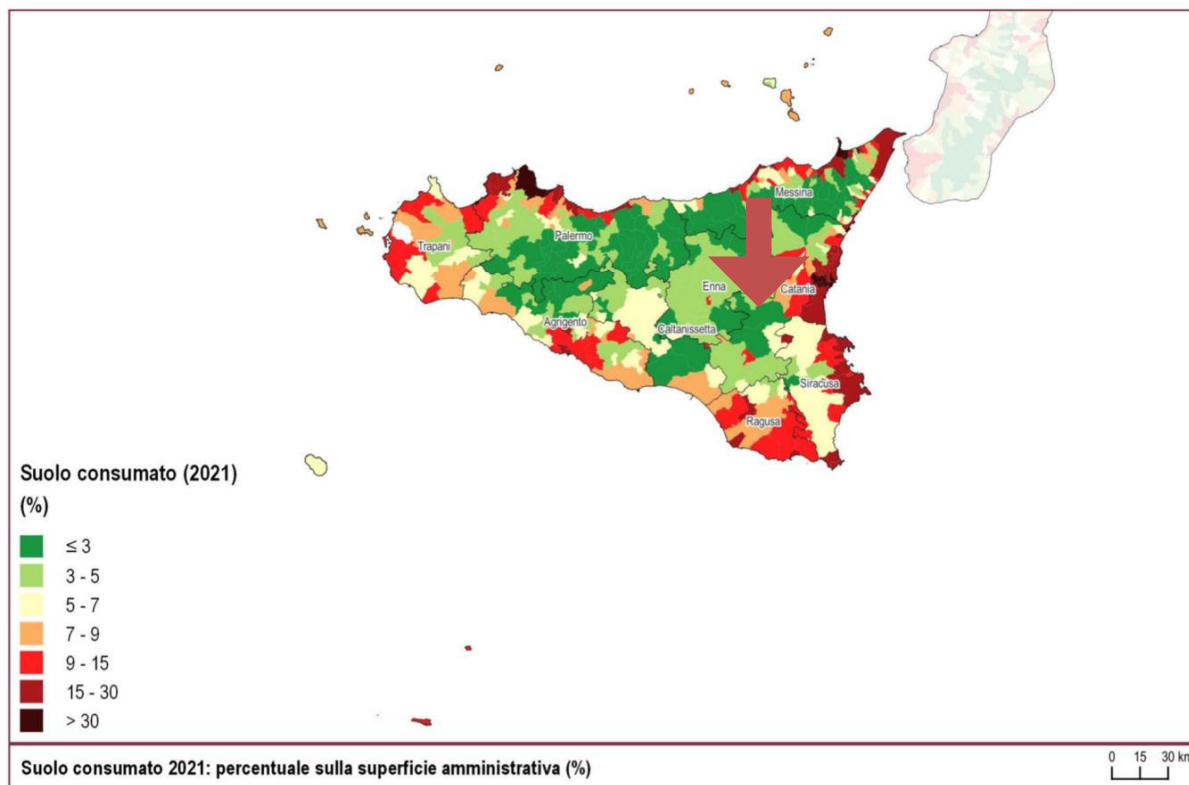 Messina
Palermo
Trapani
Enna
Catania
Agrigento
Caltanissetta
Siracusa
Ragusa
Suolo consumato (2021)
(%)
≤ 3
3 - 5
5 - 7
7 - 9
9 - 15
15 - 30
> 30
Suolo consumato 2021: percentuale sulla superficie amministrativa (%)
0 15 30 km